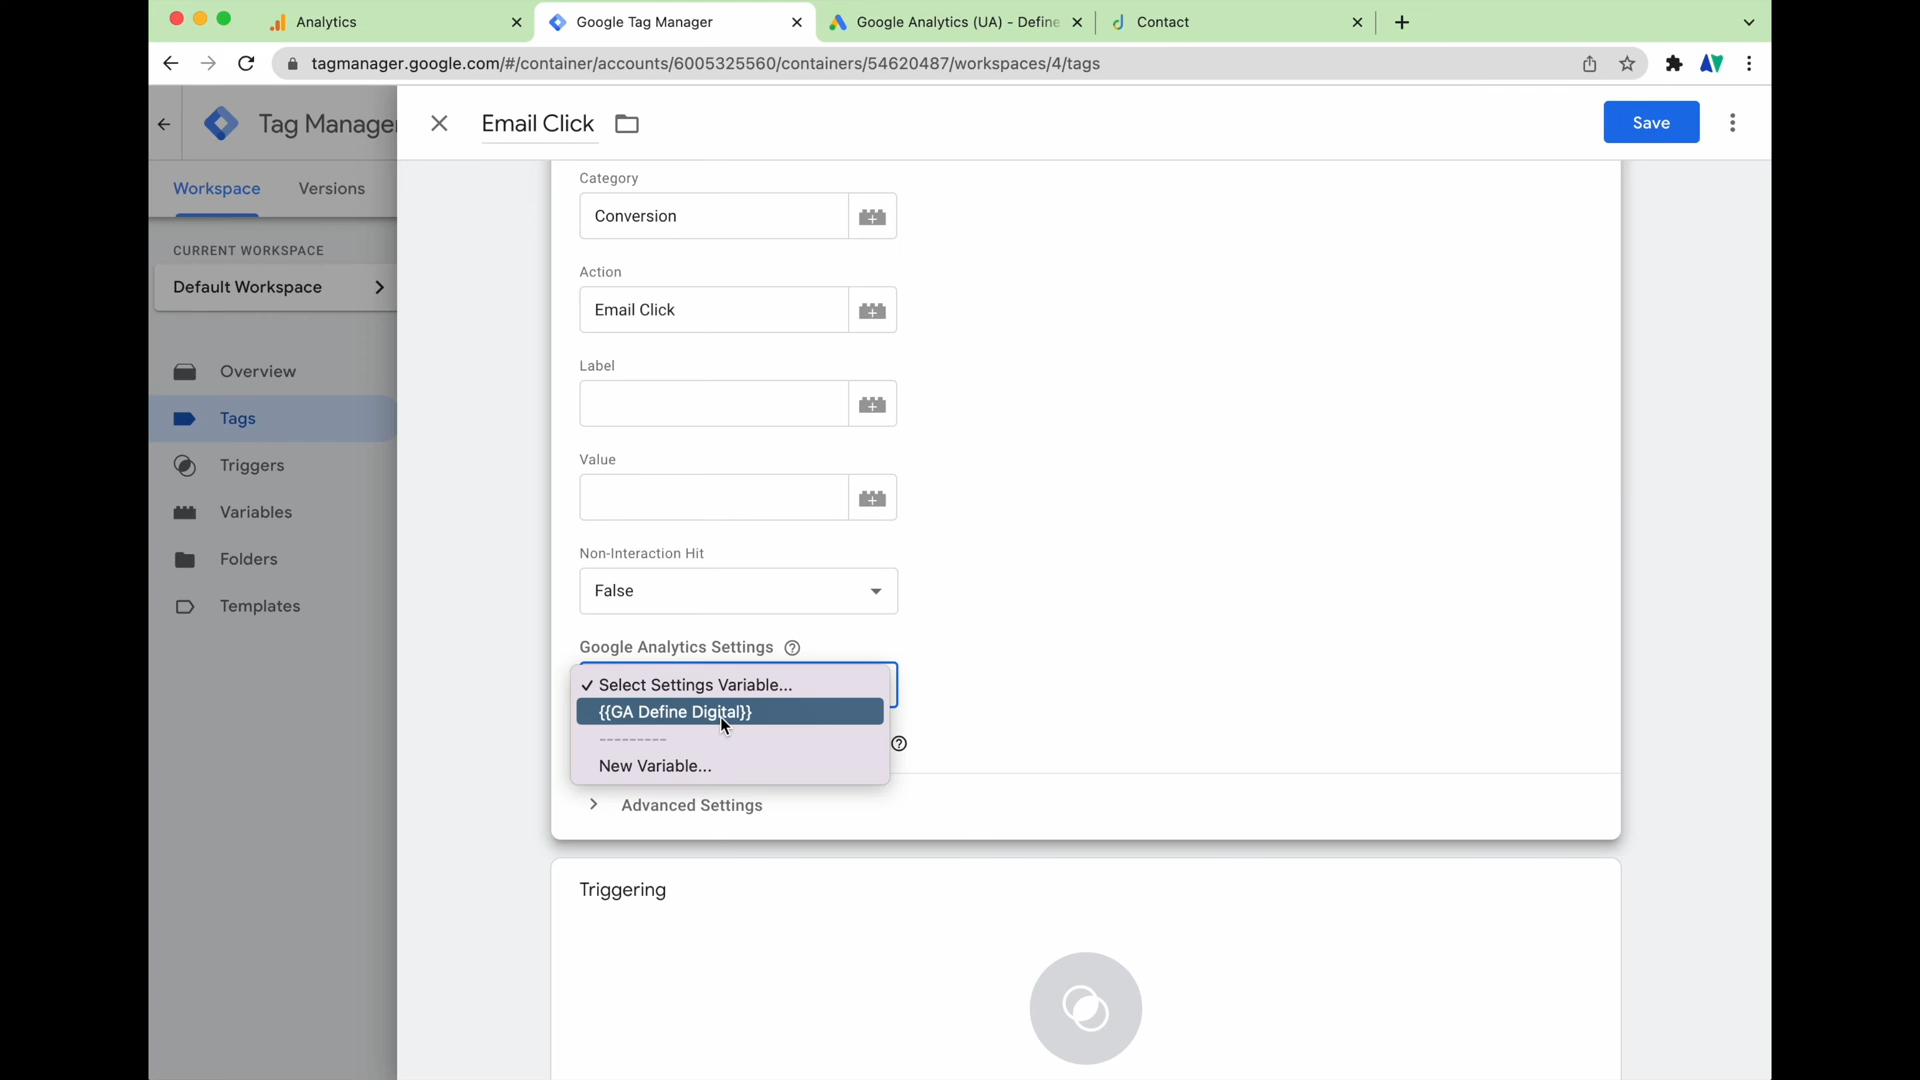 Analytics
Google Tag Manager
Google Analytics (UA) - Define
Contact
tagmanager.google.com/#/container/accounts/6005325560/containers/54620487/workspaces/4/tags
Tag Manager
Email Click
Save
Workspace
Versions
CURRENT WORKSPACE
Default Workspace
Overview
Tags
Triggers
Variables
Folders
Templates
Category
Conversion
Action
Email Click
Label
Value
Non-Interaction Hit
False
Google Analytics Settings
Select Settings Variable...
{{GA Define Digital}}
---------
New Variable...
Advanced Settings
Triggering